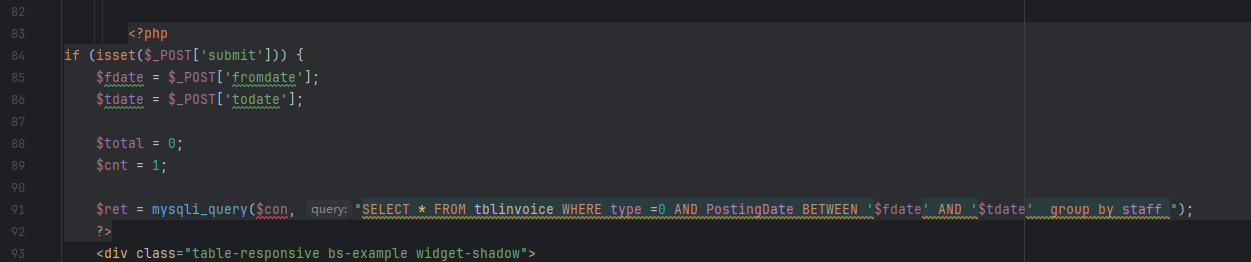 82
83 <?php
84 if (isset($_POST['submit'])) {
85 $fdate = $_POST['fromdate'];
86 $tdate = $_POST['todate'];
87
88 $total = 0;
89 $cnt = 1;
90
91 $ret = mysqli_query($con, query: "SELECT * FROM tblinvoice WHERE type =0 AND PostingDate BETWEEN '$fdate' AND '$tdate'  group by staff ");
92 ?>
93 <div class="table-responsive bs-example widget-shadow">